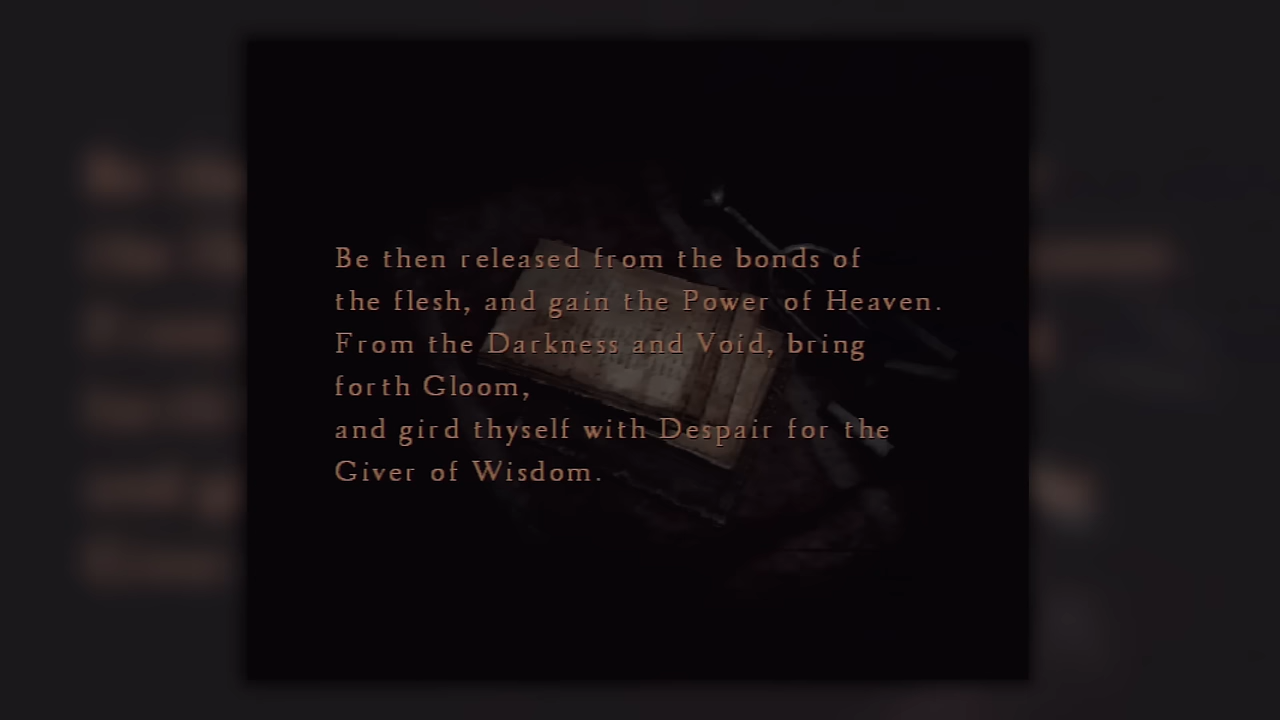 Be then released from the bonds of
the flesh, and gain the Power of Heaven.
From the Darkness and Void, bring
forth Gloom,
and gird thyself with Despair for the
Giver of Wisdom.